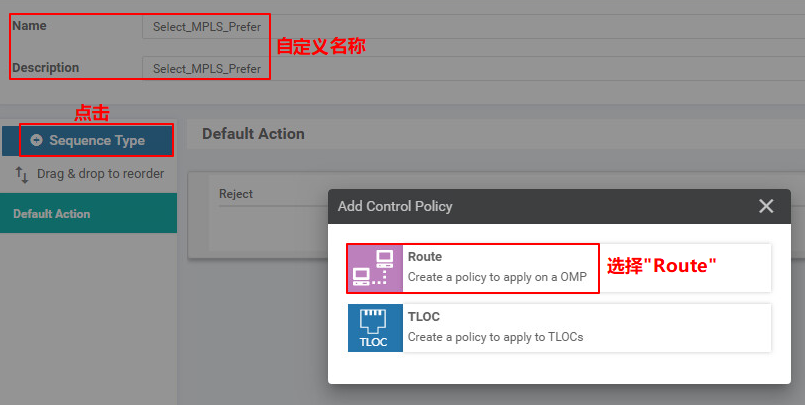 Name
Select_MPLS_Prefer
自定义名称
Description
Select_MPLS_Prefer
点击
Sequence Type
Default Action
Drag & drop to reorder
Default Action
Reject
Add Control Policy
Route
Create a policy to apply on a OMP
选择"Route"
TLOC
TLOC
Create a policy to apply to TLOCs